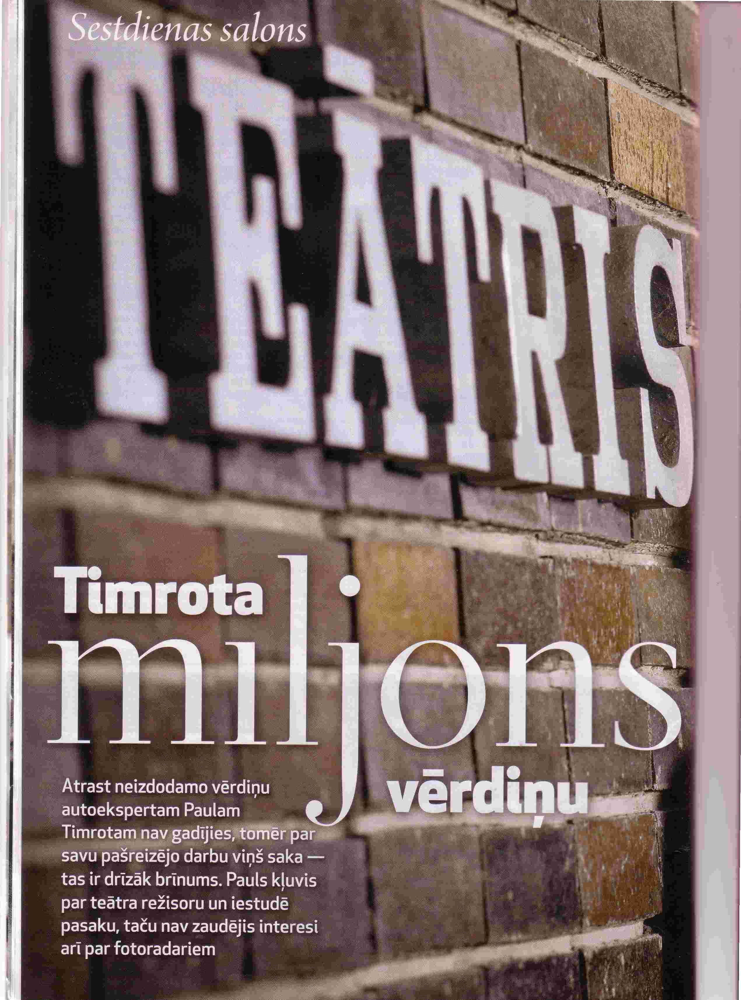 Sestdienas salons
TEĀTRIS
Timrota
miljons
vērdiņu
Atrast neizdodamo vērdiņu
autoekspertam Paulam
Timrotam nav gadījies, tomēr par
savu pašreizējo darbu viņš saka —
tas ir drīzāk brīnums. Pauls kļuvis
par teātra režisoru un iestudē
pasaku, taču nav zaudējis interesi
arī par fotoradariem